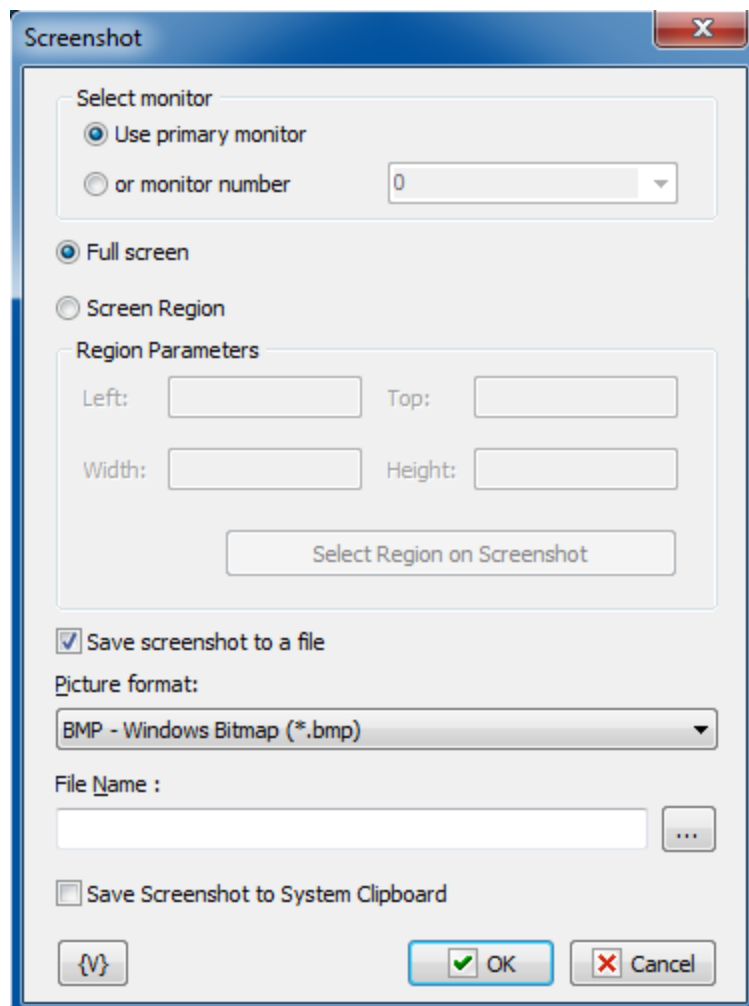 Screenshot
Select monitor
Use primary monitor
or monitor number 0
Full screen
Screen Region
Region Parameters
Left: Top:
Width: Height:
Select Region on Screenshot
Save screenshot to a file
Picture format:
BMP - Windows Bitmap (*.bmp)
File Name :
...
Save Screenshot to System Clipboard
{V} OK Cancel